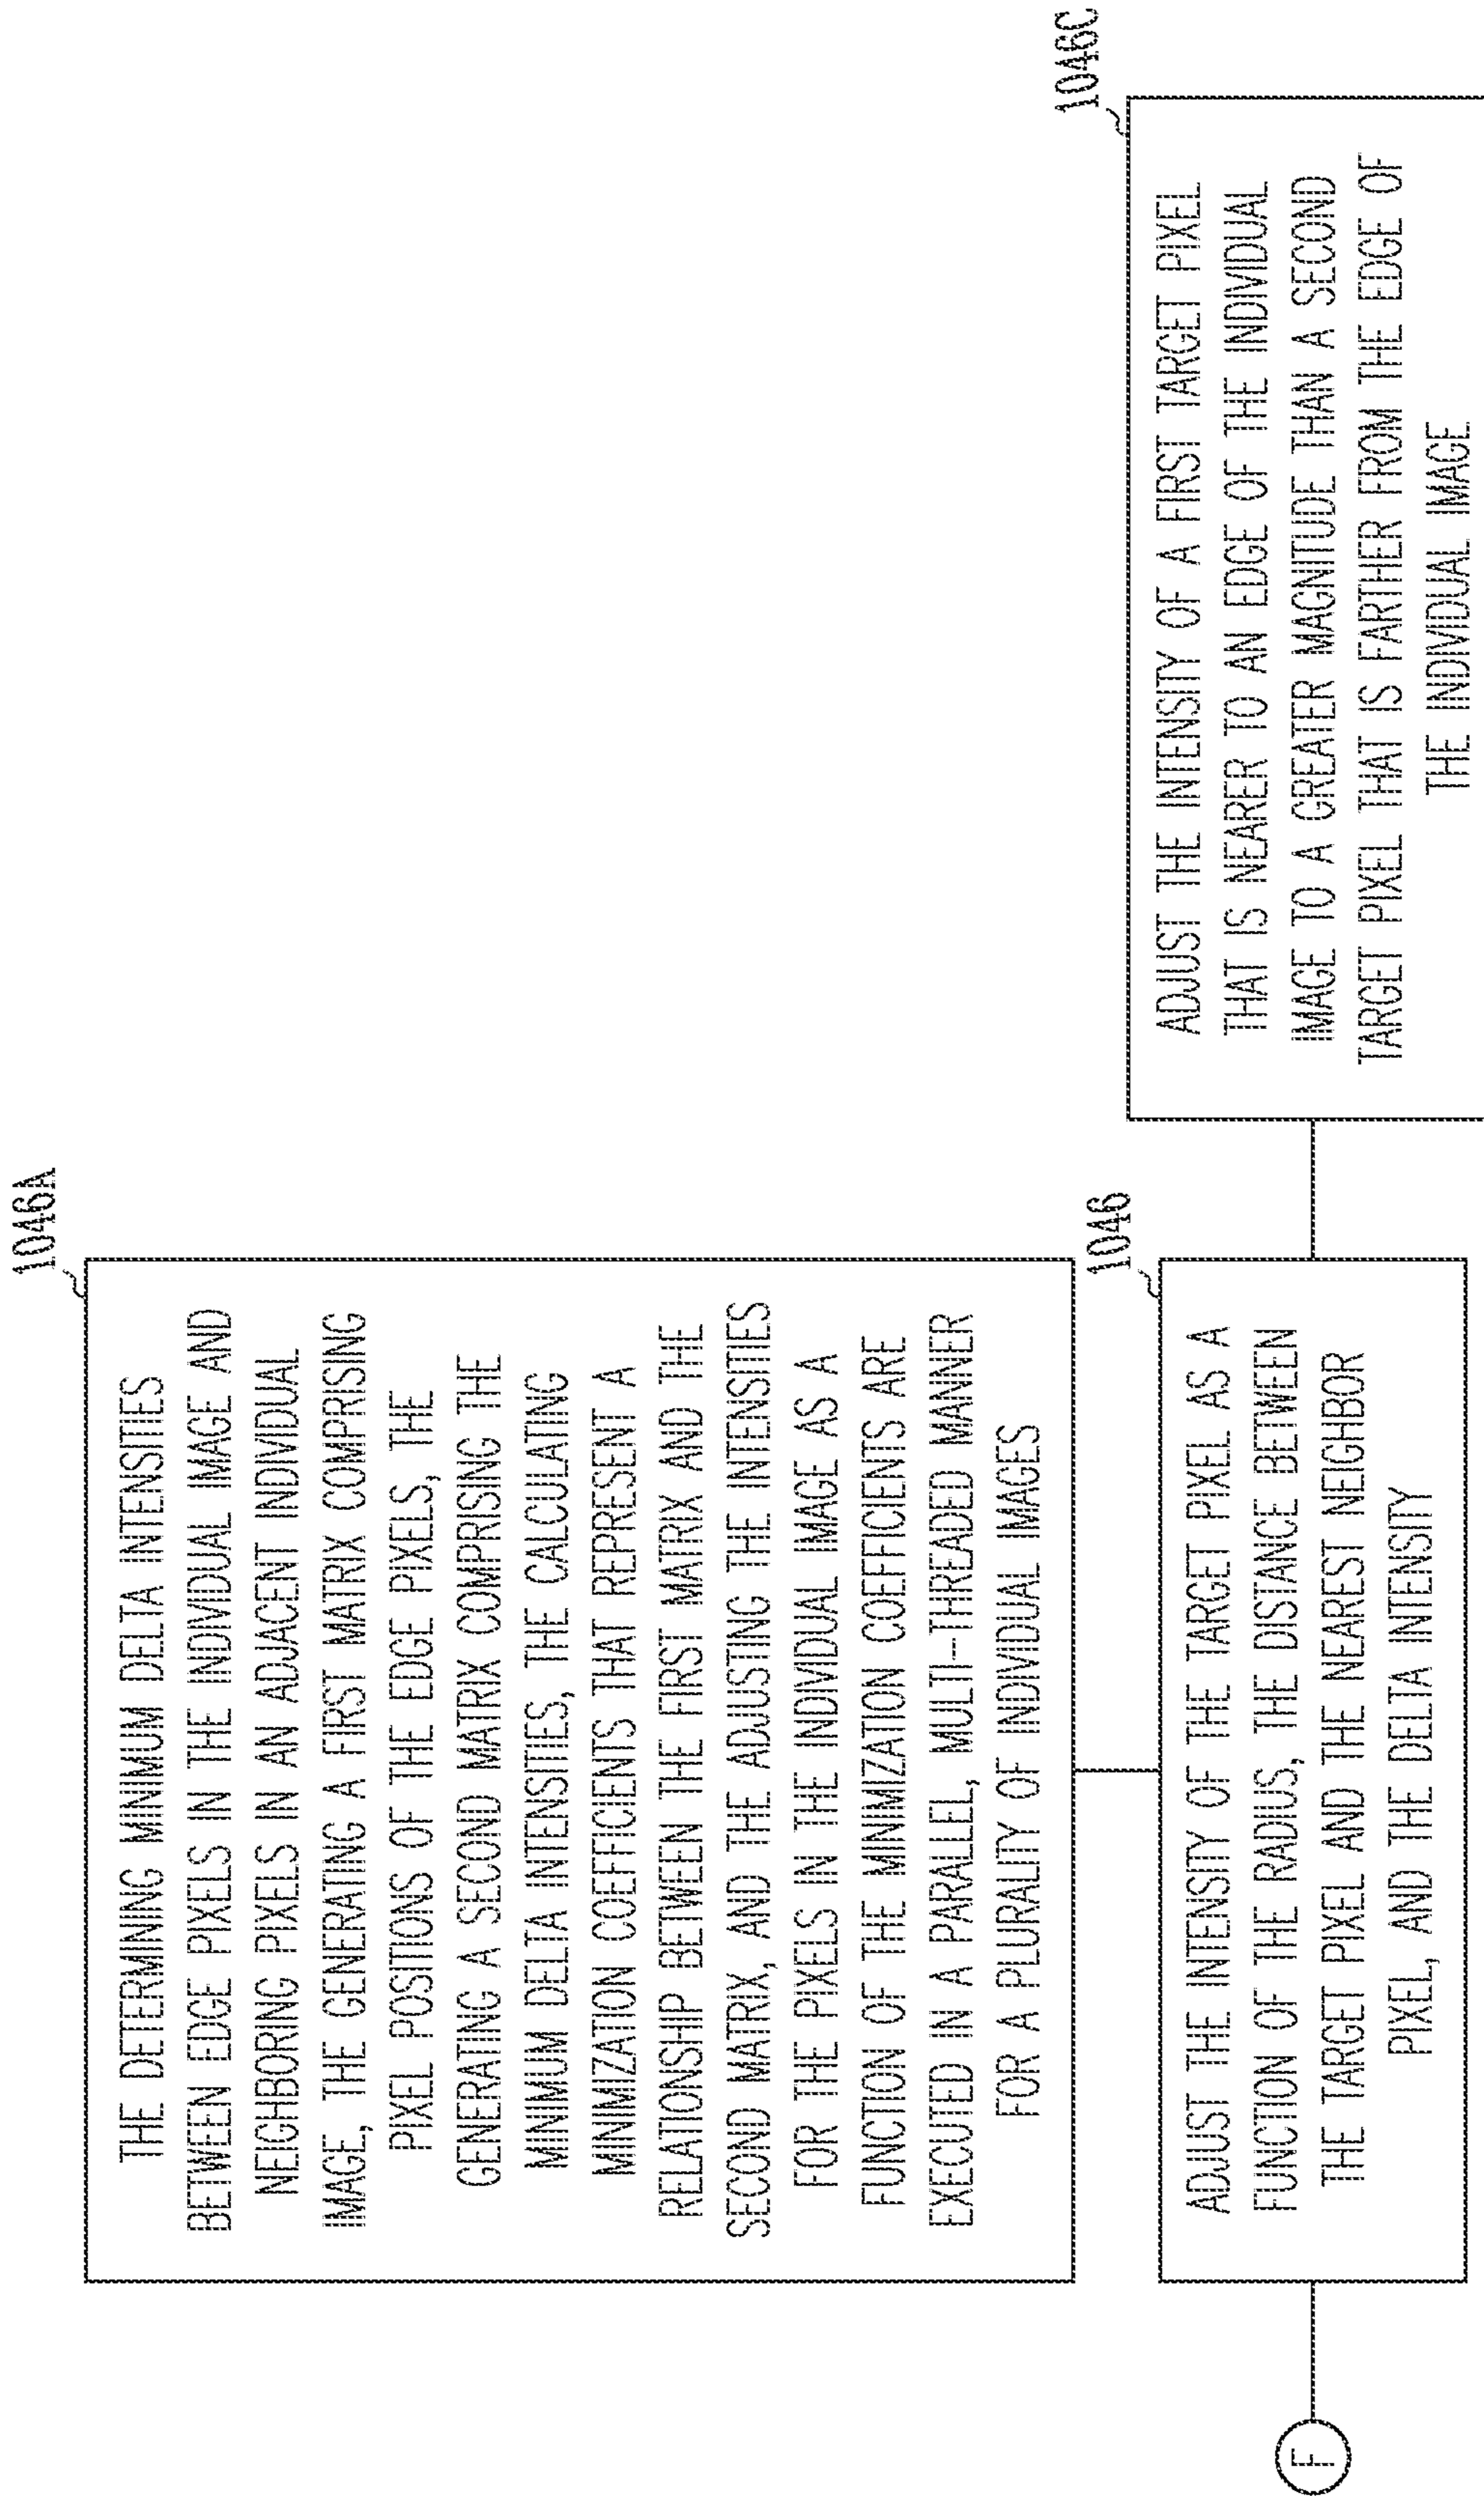 1046A
THE DETERMINING MINIMUM DELTA INTENSITIES
BETWEEN EDGE PIXELS IN THE INDIVIDUAL IMAGE AND
NEIGHBORING PIXELS IN AN ADJACENT INDIVIDUAL
IMAGE, THE GENERATING A FIRST MATRIX COMPRISING
PIXEL POSITIONS OF THE EDGE PIXELS, THE
GENERATING A SECOND MATRIX COMPRISING THE
MINIMUM DELTA INTENSITIES, THE CALCULATING
MINIMIZATION COEFFICIENTS THAT REPRESENT A
RELATIONSHIP BETWEEN THE FIRST MATRIX AND THE
SECOND MATRIX, AND THE ADJUSTING THE INTENSITIES
FOR THE PIXELS IN THE INDIVIDUAL IMAGE AS A
FUNCTION OF THE MINIMIZATION COEFFICIENTS ARE
EXECUTED IN A PARALLEL, MULTI-THREADED MANNER
FOR A PLURALITY OF INDIVIDUAL IMAGES
F
1046
ADJUST THE INTENSITY OF THE TARGET PIXEL AS A
FUNCTION OF THE RADIUS, THE DISTANCE BETWEEN
THE TARGET PIXEL AND THE NEAREST NEIGHBOR
PIXEL, AND THE DELTA INTENSITY
1046C
ADJUST THE INTENSITY OF A FIRST TARGET PIXEL
THAT IS NEARER TO AN EDGE OF THE INDIVIDUAL
IMAGE TO A GREATER MAGNITUDE THAN A SECOND
TARGET PIXEL THAT IS FARTHER FROM THE EDGE OF
THE INDIVIDUAL IMAGE